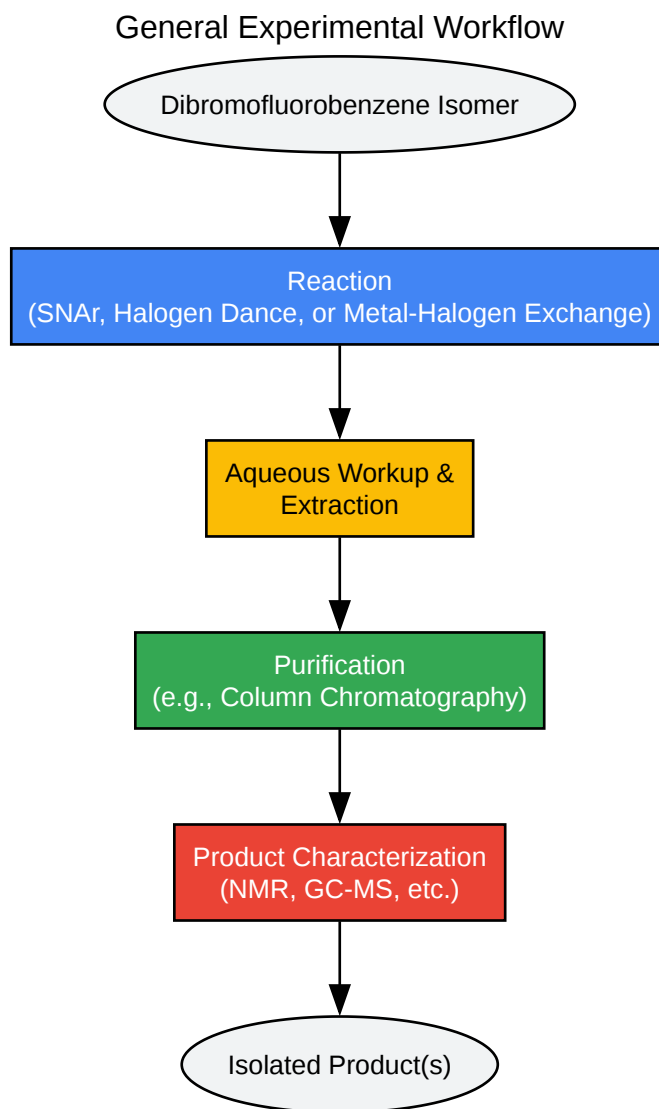 General Experimental Workflow
Dibromofluorobenzene Isomer
Reaction
(SNAr, Halogen Dance, or Metal-Halogen Exchange)
Aqueous Workup &
Extraction
Purification
(e.g., Column Chromatography)
Product Characterization
(NMR, GC-MS, etc.)
Isolated Product(s)